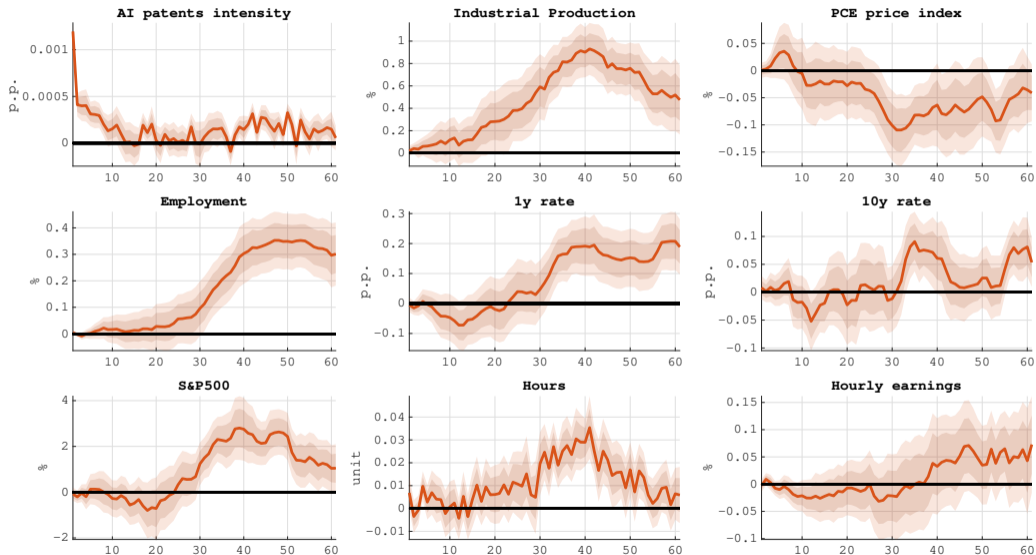 AI patents intensity
p.p.
0.001
0.0005
0
10 20 30 40 50 60
Industrial Production
%
1
0.8
0.6
0.4
0.2
0
10 20 30 40 50 60
PCE price index
%
0.05
0
-0.05
-0.1
-0.15
10 20 30 40 50 60
Employment
%
0.4
0.3
0.2
0.1
0
10 20 30 40 50 60
1y rate
p.p.
0.3
0.2
0.1
0
-0.1
10 20 30 40 50 60
10y rate
p.p.
0.1
0.05
0
-0.05
-0.1
10 20 30 40 50 60
S&P500
%
4
2
0
-2
10 20 30 40 50 60
Hours
unit
0.04
0.03
0.02
0.01
0
-0.01
10 20 30 40 50 60
Hourly earnings
%
0.15
0.1
0.05
0
-0.05
-0.1
10 20 30 40 50 60